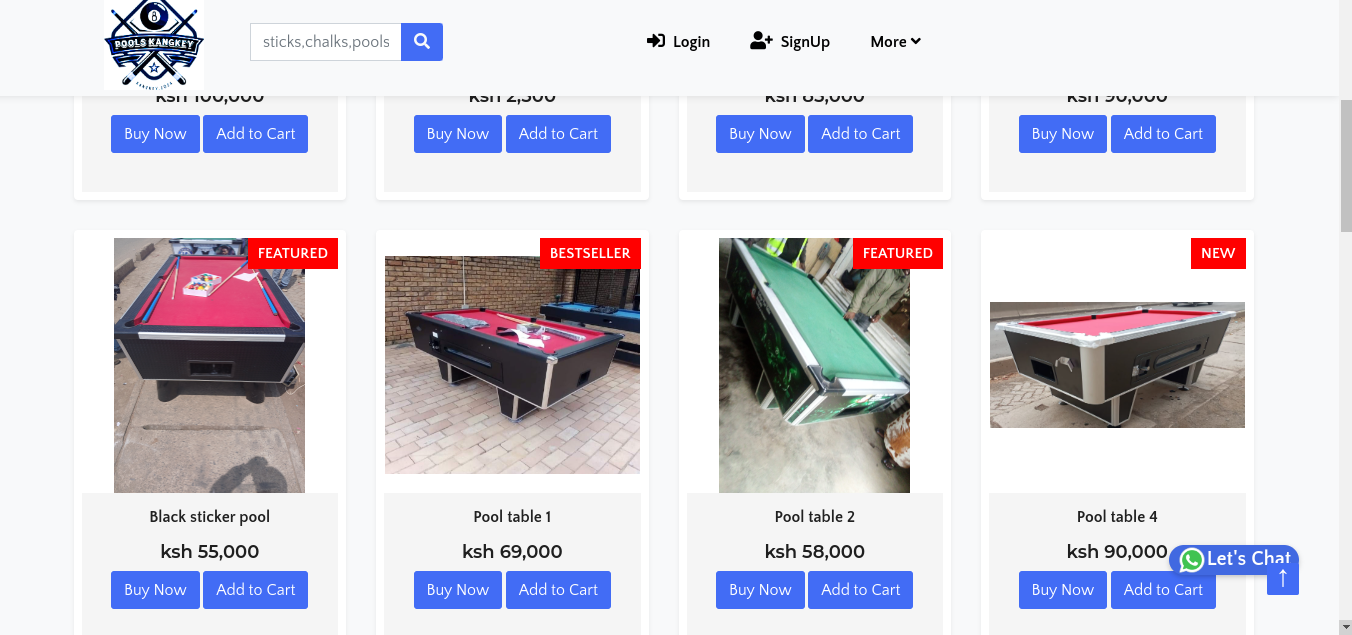 8
POOLS KANGKEY
sticks,chalks,pools
Login
SignUp
More
ksh 100,000
ksh 2,500
ksh 85,000
ksh 90,000
Buy Now Add to Cart
Buy Now Add to Cart
Buy Now Add to Cart
Buy Now Add to Cart
FEATURED
BESTSELLER
FEATURED
NEW
Black sticker pool
Pool table 1
Pool table 2
Pool table 4
ksh 55,000
ksh 69,000
ksh 58,000
ksh 90,000
Let's Chat
Buy Now Add to Cart
Buy Now Add to Cart
Buy Now Add to Cart
Buy Now Add to Cart
↑